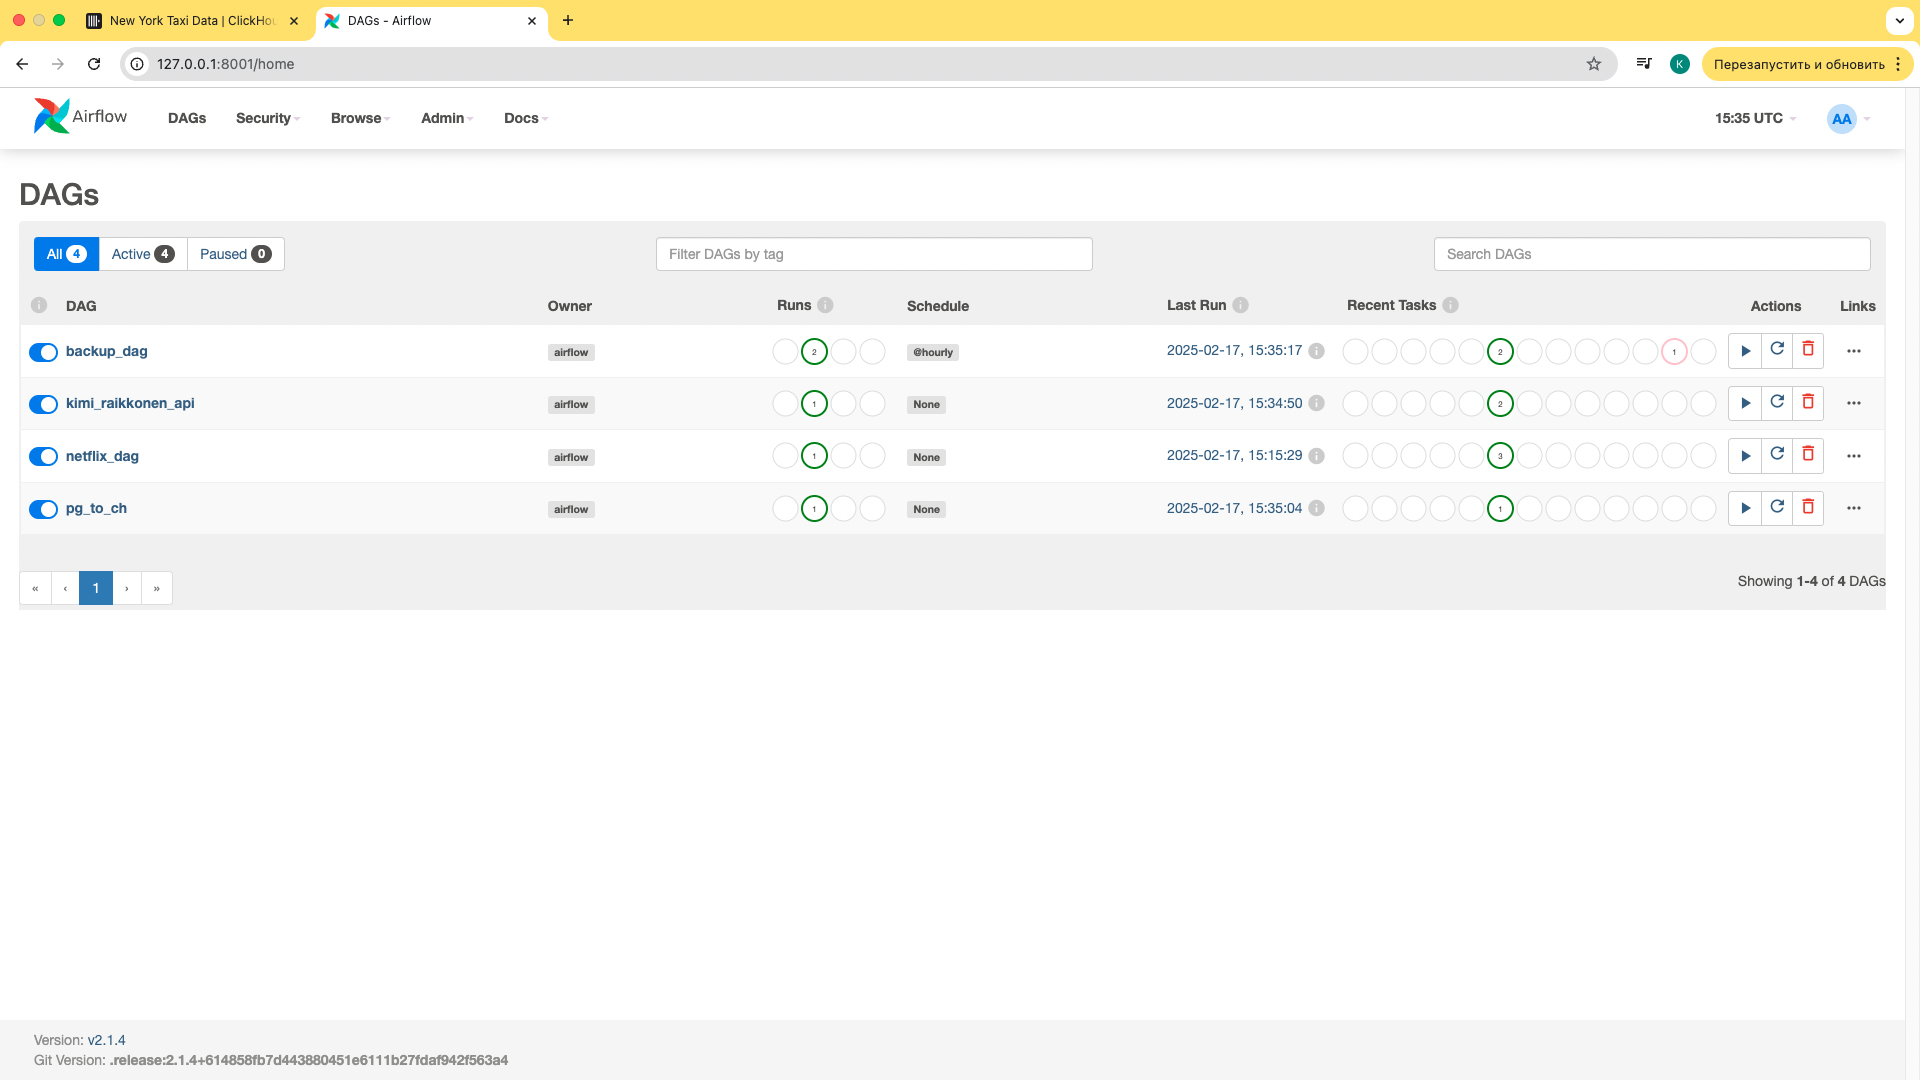 New York Taxi Data | ClickHou
DAGs - Airflow
127.0.0.1:8001/home
K
Перезапустить и обновить
Airflow
DAGs
Security
Browse
Admin
Docs
15:35 UTC
AA
DAGs
All 4
Active 4
Paused 0
Filter DAGs by tag
Search DAGs
DAG
Owner
Runs
Schedule
Last Run
Recent Tasks
Actions
Links
backup_dag airflow 2 @hourly 2025-02-17, 15:35:17 2 1
kimi_raikkonen_api airflow 1 None 2025-02-17, 15:34:50 2
netflix_dag airflow 1 None 2025-02-17, 15:15:29 3
pg_to_ch airflow 1 None 2025-02-17, 15:35:04 1
« ‹ 1 › »
Showing 1-4 of 4 DAGs
Version: v2.1.4
Git Version: .release:2.1.4+614858fb7d443880451e6111b27fdaf942f563a4